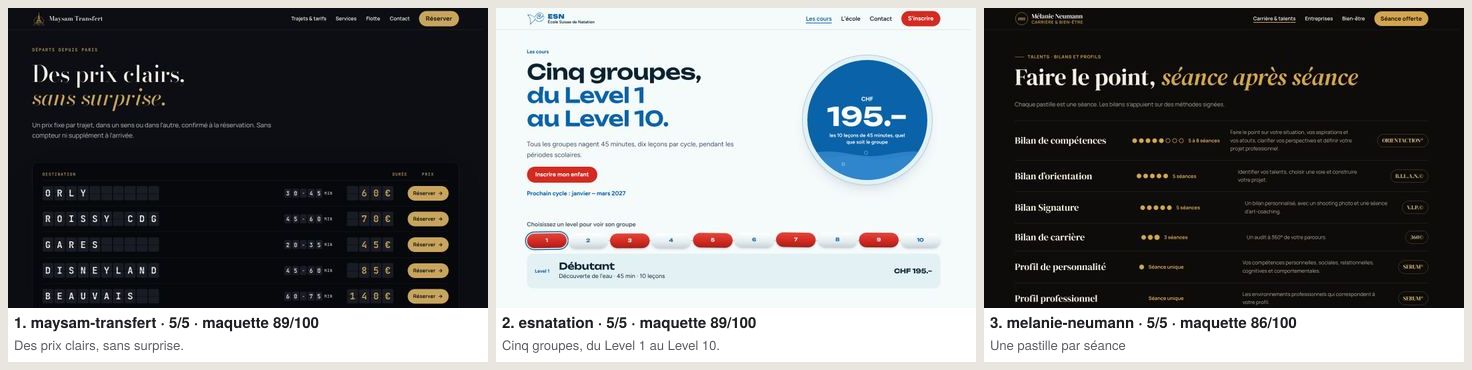 Maysam Transfert
Trajets & tarifs Services Flotte Contact Réserver
DÉPARTS DEPUIS PARIS
Des prix clairs.
sans surprise.
Un prix fixe par trajet, dans un sens ou dans l'autre, confirmé à la réservation. Sans
compteur ni supplément à l'arrivée.
DESTINATION DURÉE PRIX
ORLY 30-45 MIN 60€ Réserver →
ROISSY CDG 45-60 MIN 70€ Réserver →
GARES 20-35 MIN 45€ Réserver →
DISNEYLAND 45-60 MIN 85€ Réserver →
BEAUVAIS 60-75 MIN 140€ Réserver →
1. maysam-transfert · 5/5 · maquette 89/100
Des prix clairs, sans surprise.
ESN
École Suisse de Natation
Les cours L'école Contact S'inscrire
Les cours
Cinq groupes,
du Level 1
au Level 10.
Tous les groupes nagent 45 minutes, dix leçons par cycle, pendant les
périodes scolaires.
Inscrire mon enfant
Prochain cycle : janvier – mars 2027
CHF
195.–
les 10 leçons de 45 minutes, quel
que soit le groupe
Choisissez un level pour voir son groupe
1 2 3 4 5 6 7 8 9 10
Level 1 Débutant CHF 195.–
Découverte de l'eau · 45 min · 10 leçons
2. esnatation · 5/5 · maquette 89/100
Cinq groupes, du Level 1 au Level 10.
Mélanie Neumann
CARRIÈRE & BIEN-ÊTRE
Carrière & talents Entreprises Bien-être Séance offerte
TALENTS · BILANS ET PROFILS
Faire le point, séance après séance
Chaque pastille est une séance. Les bilans s'appuient sur des méthodes signées.
Bilan de compétences 5 à 8 séances Faire le point sur votre situation, vos aspirations et
vos atouts, clarifier vos perspectives et définir votre
projet professionnel. ORIENTACTION®
Bilan d'orientation 5 séances Identifier vos talents, choisir une voie et construire
votre projet. B.I.L.A.N.©
Bilan Signature 5 séances Un bilan personnalisé, avec un shooting photo et une séance
d'art-coaching. V.I.P.©
Bilan de carrière 3 séances Un audit à 360° de votre parcours. 360©
Profil de personnalité Séance unique Vos compétences personnelles, sociales, relationnelles,
cognitives et comportementales. SERUM®
Profil professionnel Séance unique Les environnements professionnels qui correspondent à
votre profil. SERUM®
3. melanie-neumann · 5/5 · maquette 86/100
Une pastille par séance